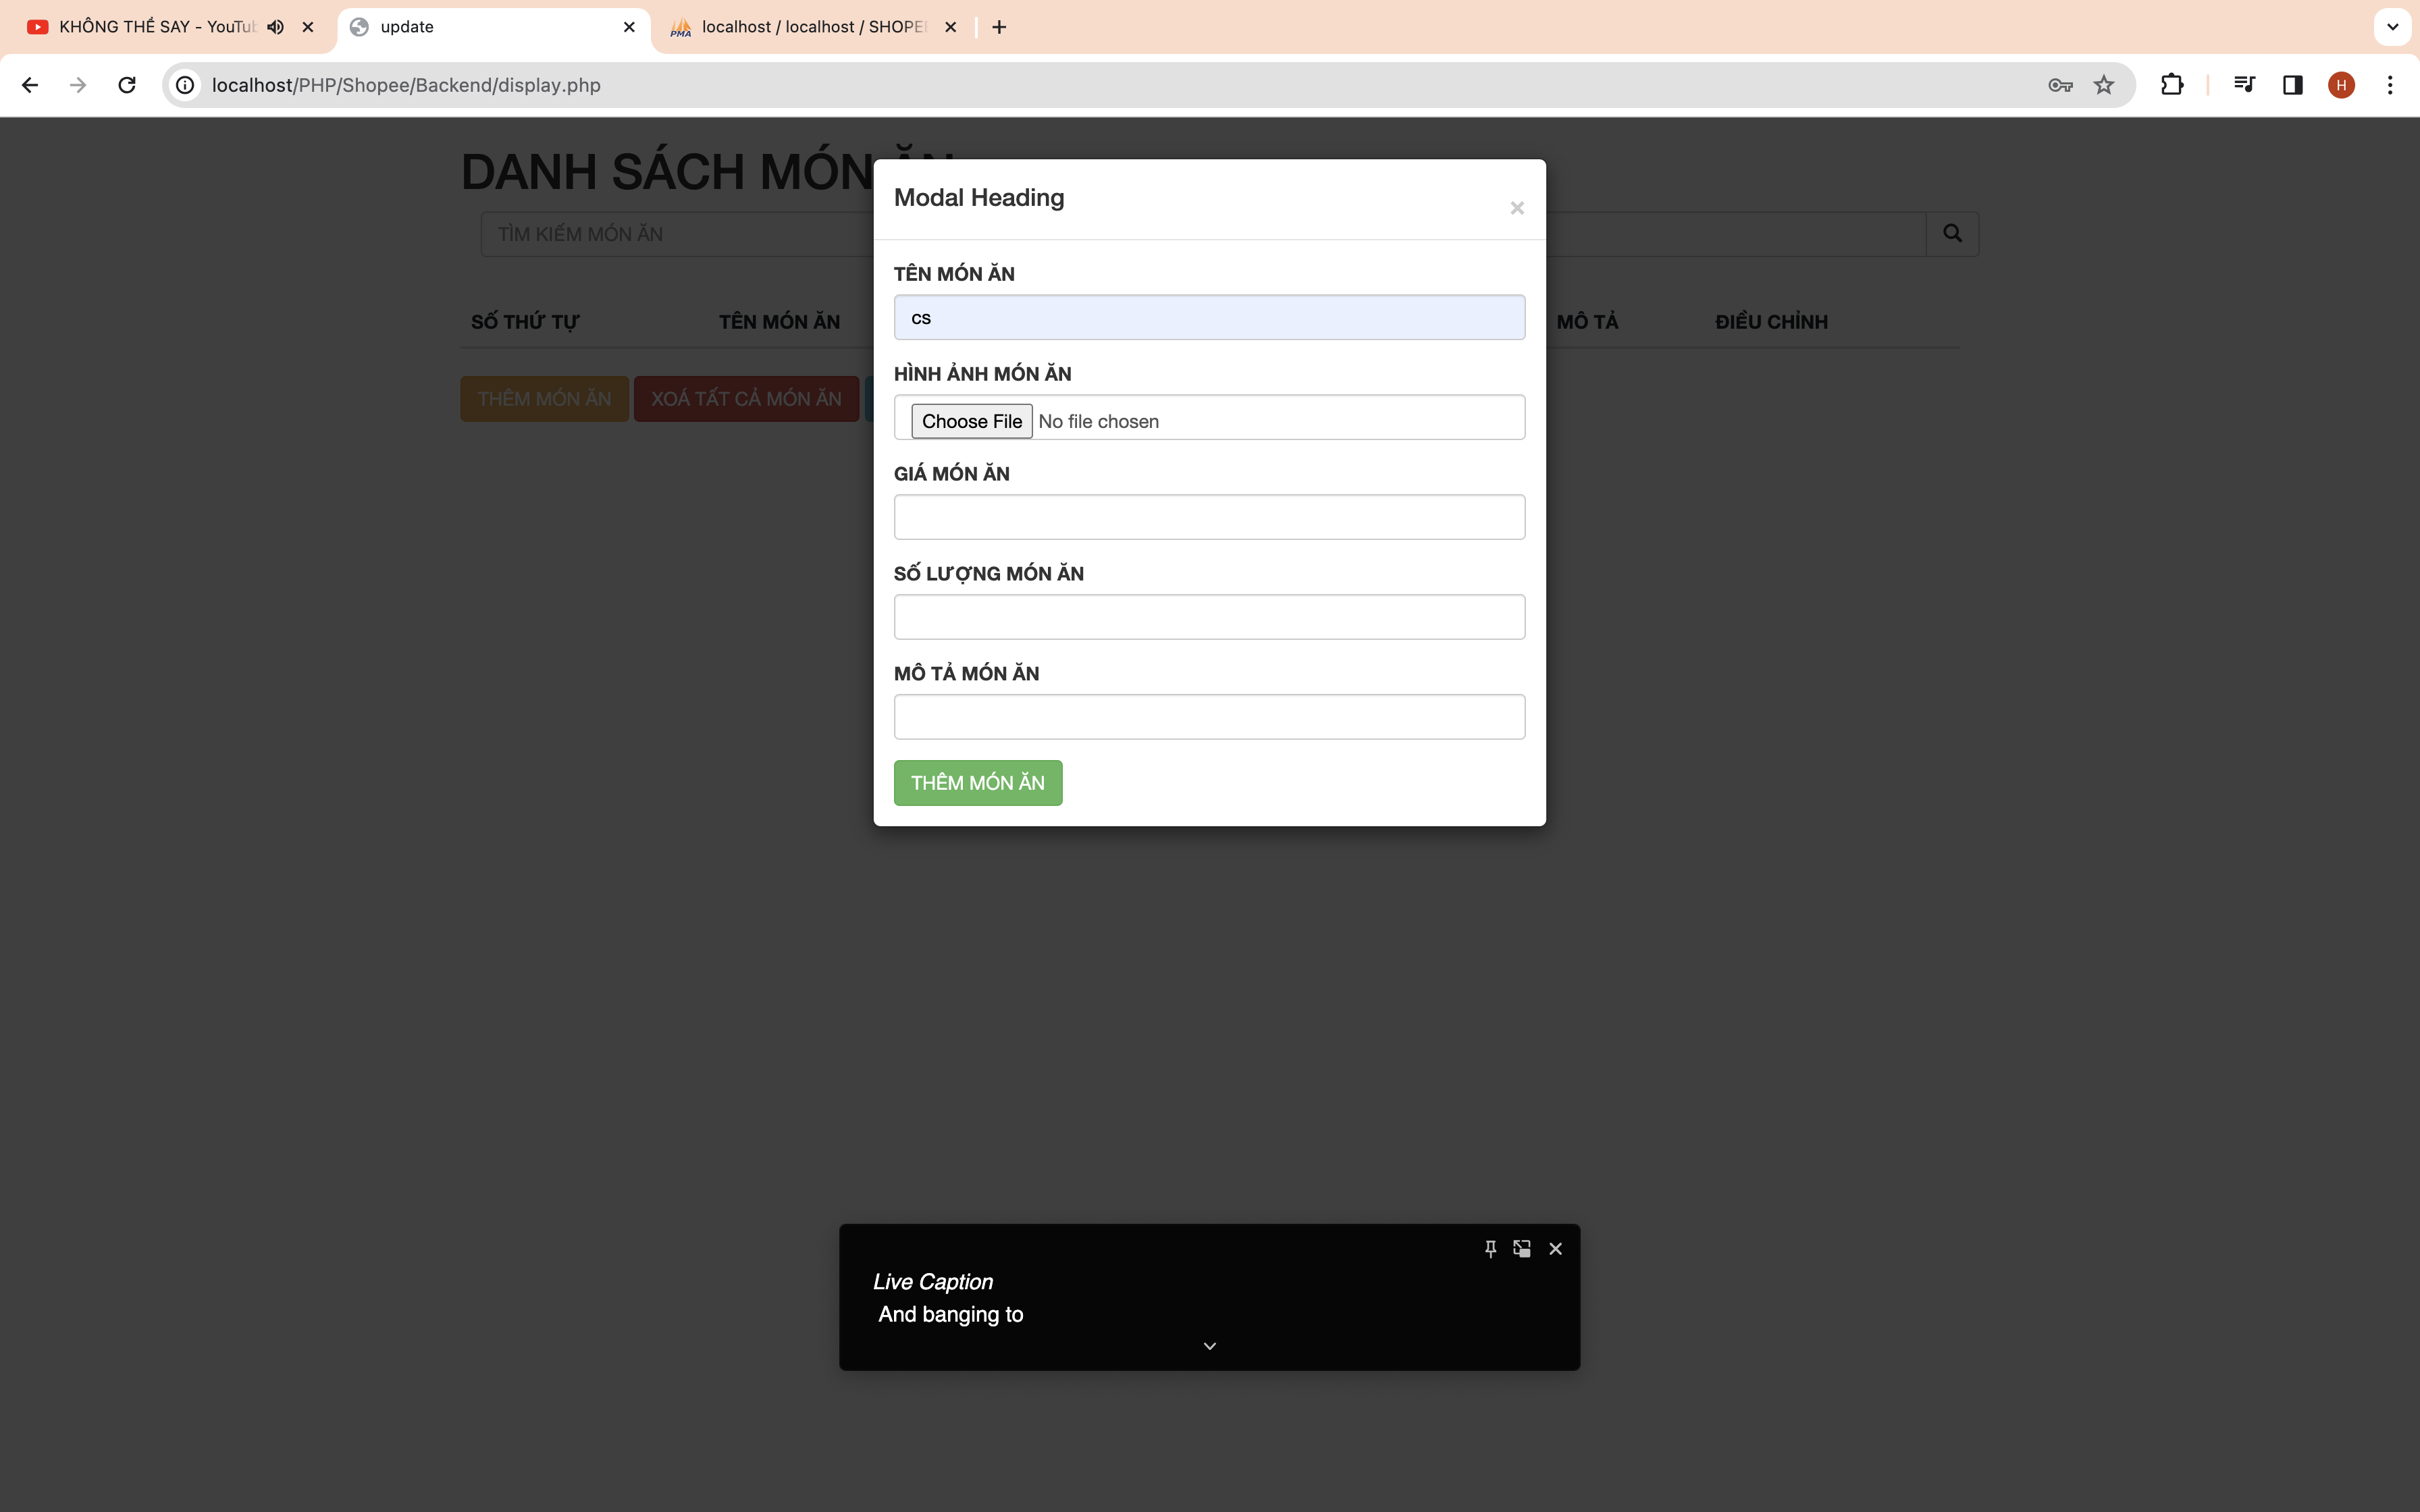 KHÔNG THỂ SAY - YouTub
update
localhost / localhost / SHOPEE
localhost/PHP/Shopee/Backend/display.php
H
DANH SÁCH MÓN ĂN
Modal Heading
×
TÌM KIẾM MÓN ĂN
TÊN MÓN ĂN
cs
SỐ THỨ TỰ
TÊN MÓN ĂN
MÔ TẢ
ĐIỀU CHỈNH
HÌNH ẢNH MÓN ĂN
Choose File No file chosen
THÊM MÓN ĂN
XOÁ TẤT CẢ MÓN ĂN
GIÁ MÓN ĂN
SỐ LƯỢNG MÓN ĂN
MÔ TẢ MÓN ĂN
THÊM MÓN ĂN
Live Caption
And banging to